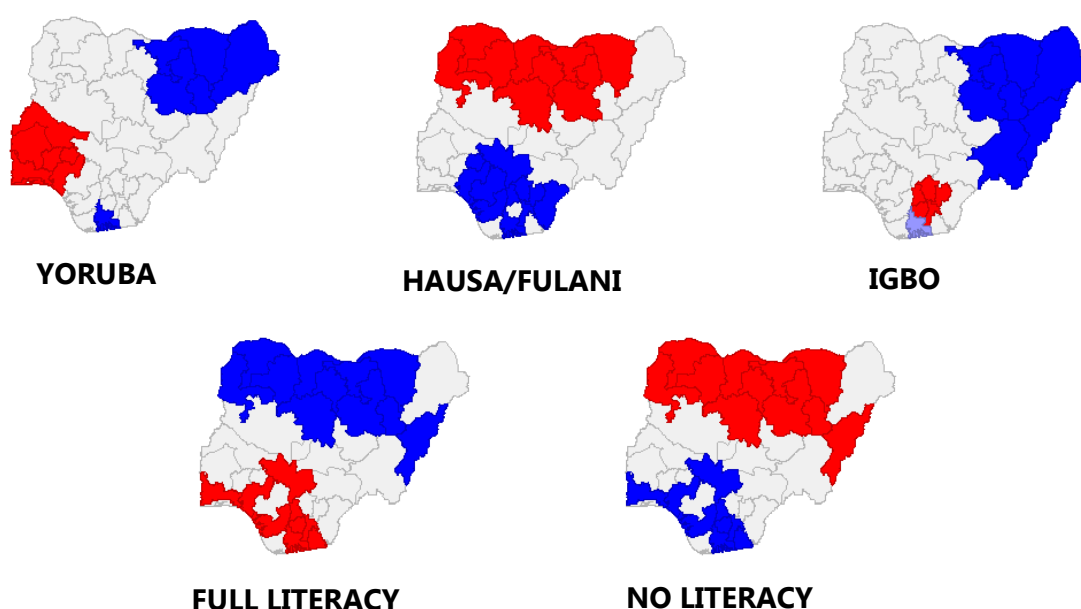 YORUBA
HAUSA/FULANI
IGBO
FULL LITERACY
NO LITERACY